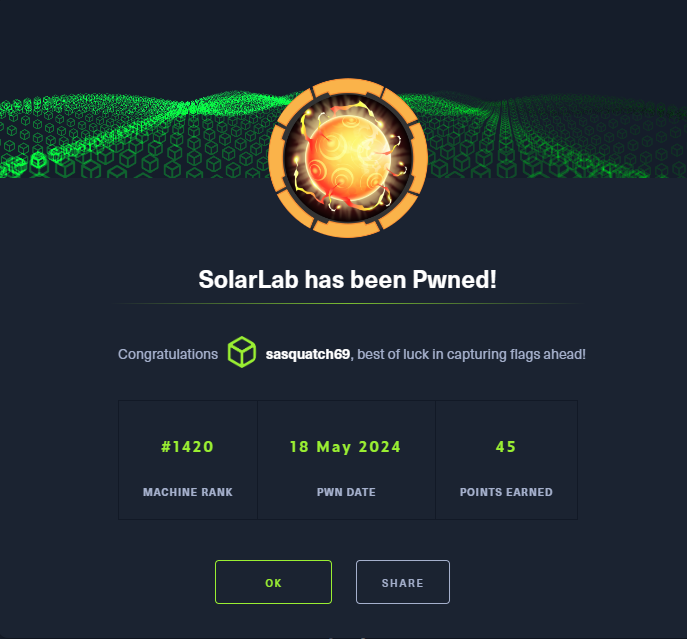 SolarLab has been Pwned!
Congratulations sasquatch69, best of luck in capturing flags ahead!
#1420 18 May 2024 45
MACHINE RANK PWN DATE POINTS EARNED
OK SHARE